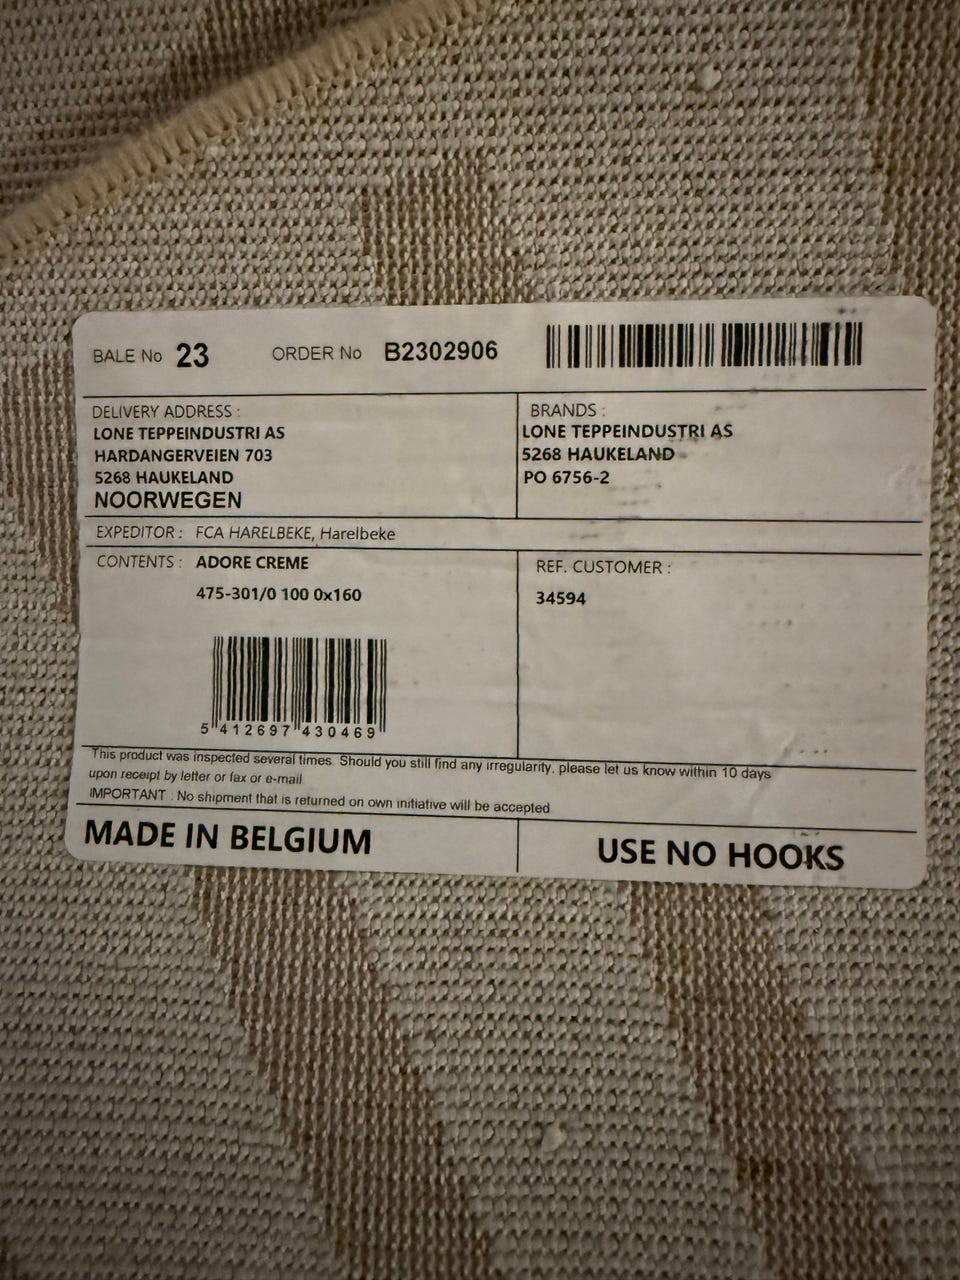 BALE No 23 ORDER No B2302906
DELIVERY ADDRESS :
LONE TEPPEINDUSTRI AS
HARDANGERVEIEN 703
5268 HAUKELAND
NOORWEGEN
BRANDS :
LONE TEPPEINDUSTRI AS
5268 HAUKELAND
PO 6756-2
EXPEDITOR : FCA HARELBEKE, Harelbeke
CONTENTS : ADORE CREME
475-301/0 100 0x160
5 412697 430469
REF. CUSTOMER :
34594
This product was inspected several times. Should you still find any irregularity, please let us know within 10 days
upon receipt by letter or fax or e-mail
IMPORTANT : No shipment that is returned on own initiative will be accepted
MADE IN BELGIUM
USE NO HOOKS